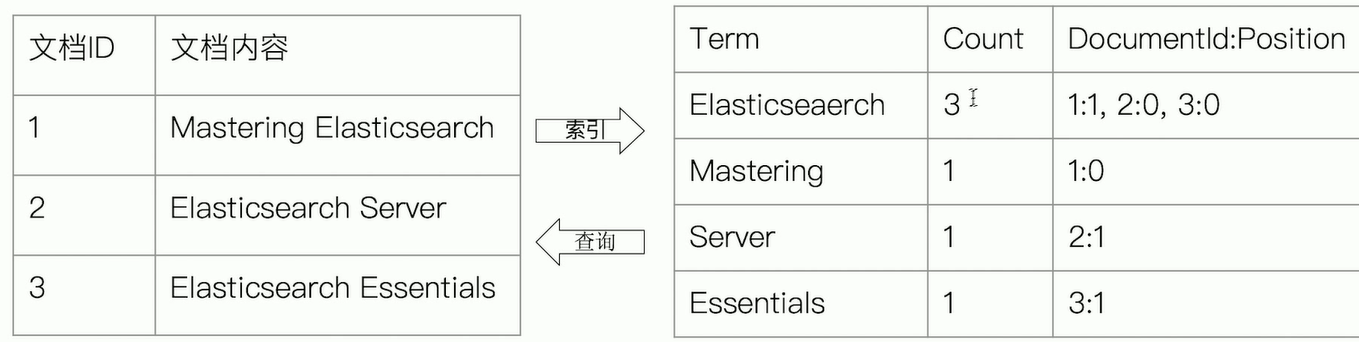 文档ID 文档内容
1 Mastering Elasticsearch
2 Elasticsearch Server
3 Elasticsearch Essentials
索引
查询
Term Count DocumentId:Position
Elasticseaerch 3 1:1, 2:0, 3:0
Mastering 1 1:0
Server 1 2:1
Essentials 1 3:1